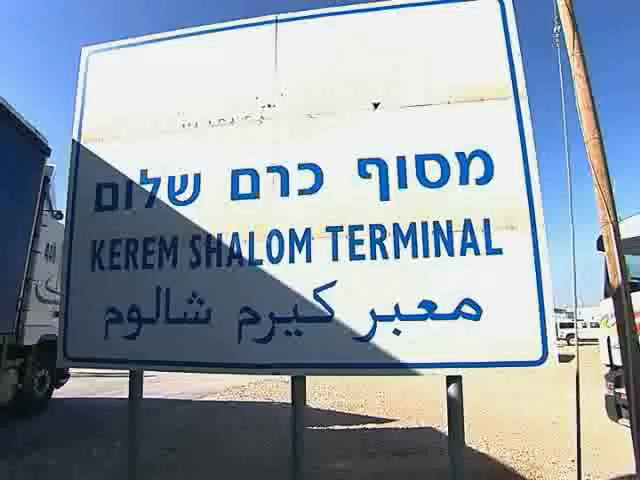 מסוף כרם שלום
KEREM SHALOM TERMINAL
معبر كيرم شالوم